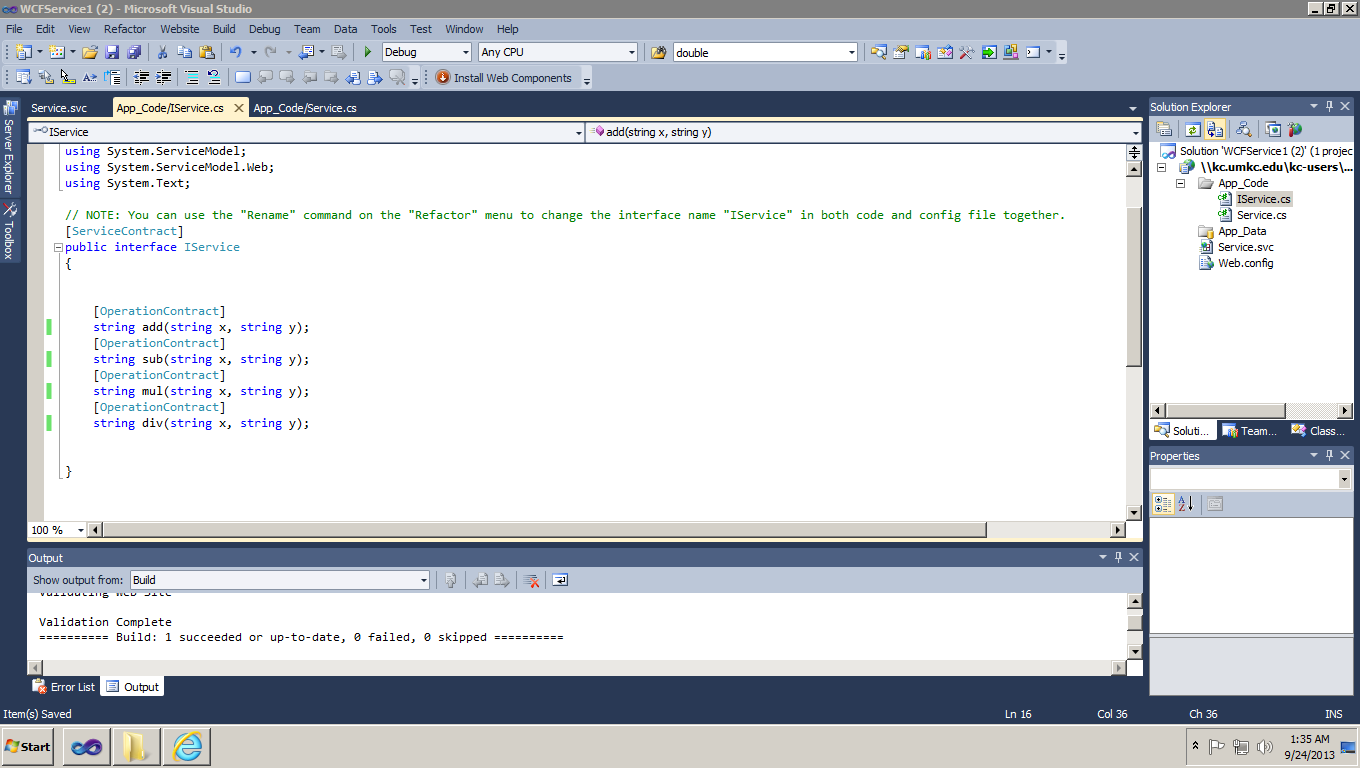 WCFService1 (2) - Microsoft Visual Studio
File Edit View Refactor Website Build Debug Team Data Tools Test Window Help
Debug Any CPU double
Install Web Components
Service.svc App_Code/IService.cs App_Code/Service.cs
IService add(string x, string y)
using System.ServiceModel;
using System.ServiceModel.Web;
using System.Text;
// NOTE: You can use the "Rename" command on the "Refactor" menu to change the interface name "IService" in both code and config file together.
[ServiceContract]
public interface IService
{
[OperationContract]
string add(string x, string y);
[OperationContract]
string sub(string x, string y);
[OperationContract]
string mul(string x, string y);
[OperationContract]
string div(string x, string y);
}
100 %
Server Explorer
Toolbox
Solution Explorer
Solution 'WCFService1 (2)' (1 projec
\\kc.umkc.edu\kc-users\...
App_Code
IService.cs
Service.cs
App_Data
Service.svc
Web.config
Soluti... Team... Class...
Properties
Output
Show output from: Build
Validating Web Site
Validation Complete
========== Build: 1 succeeded or up-to-date, 0 failed, 0 skipped ==========
Error List Output
Item(s) Saved Ln 16 Col 36 Ch 36 INS
Start
1:35 AM
9/24/2013